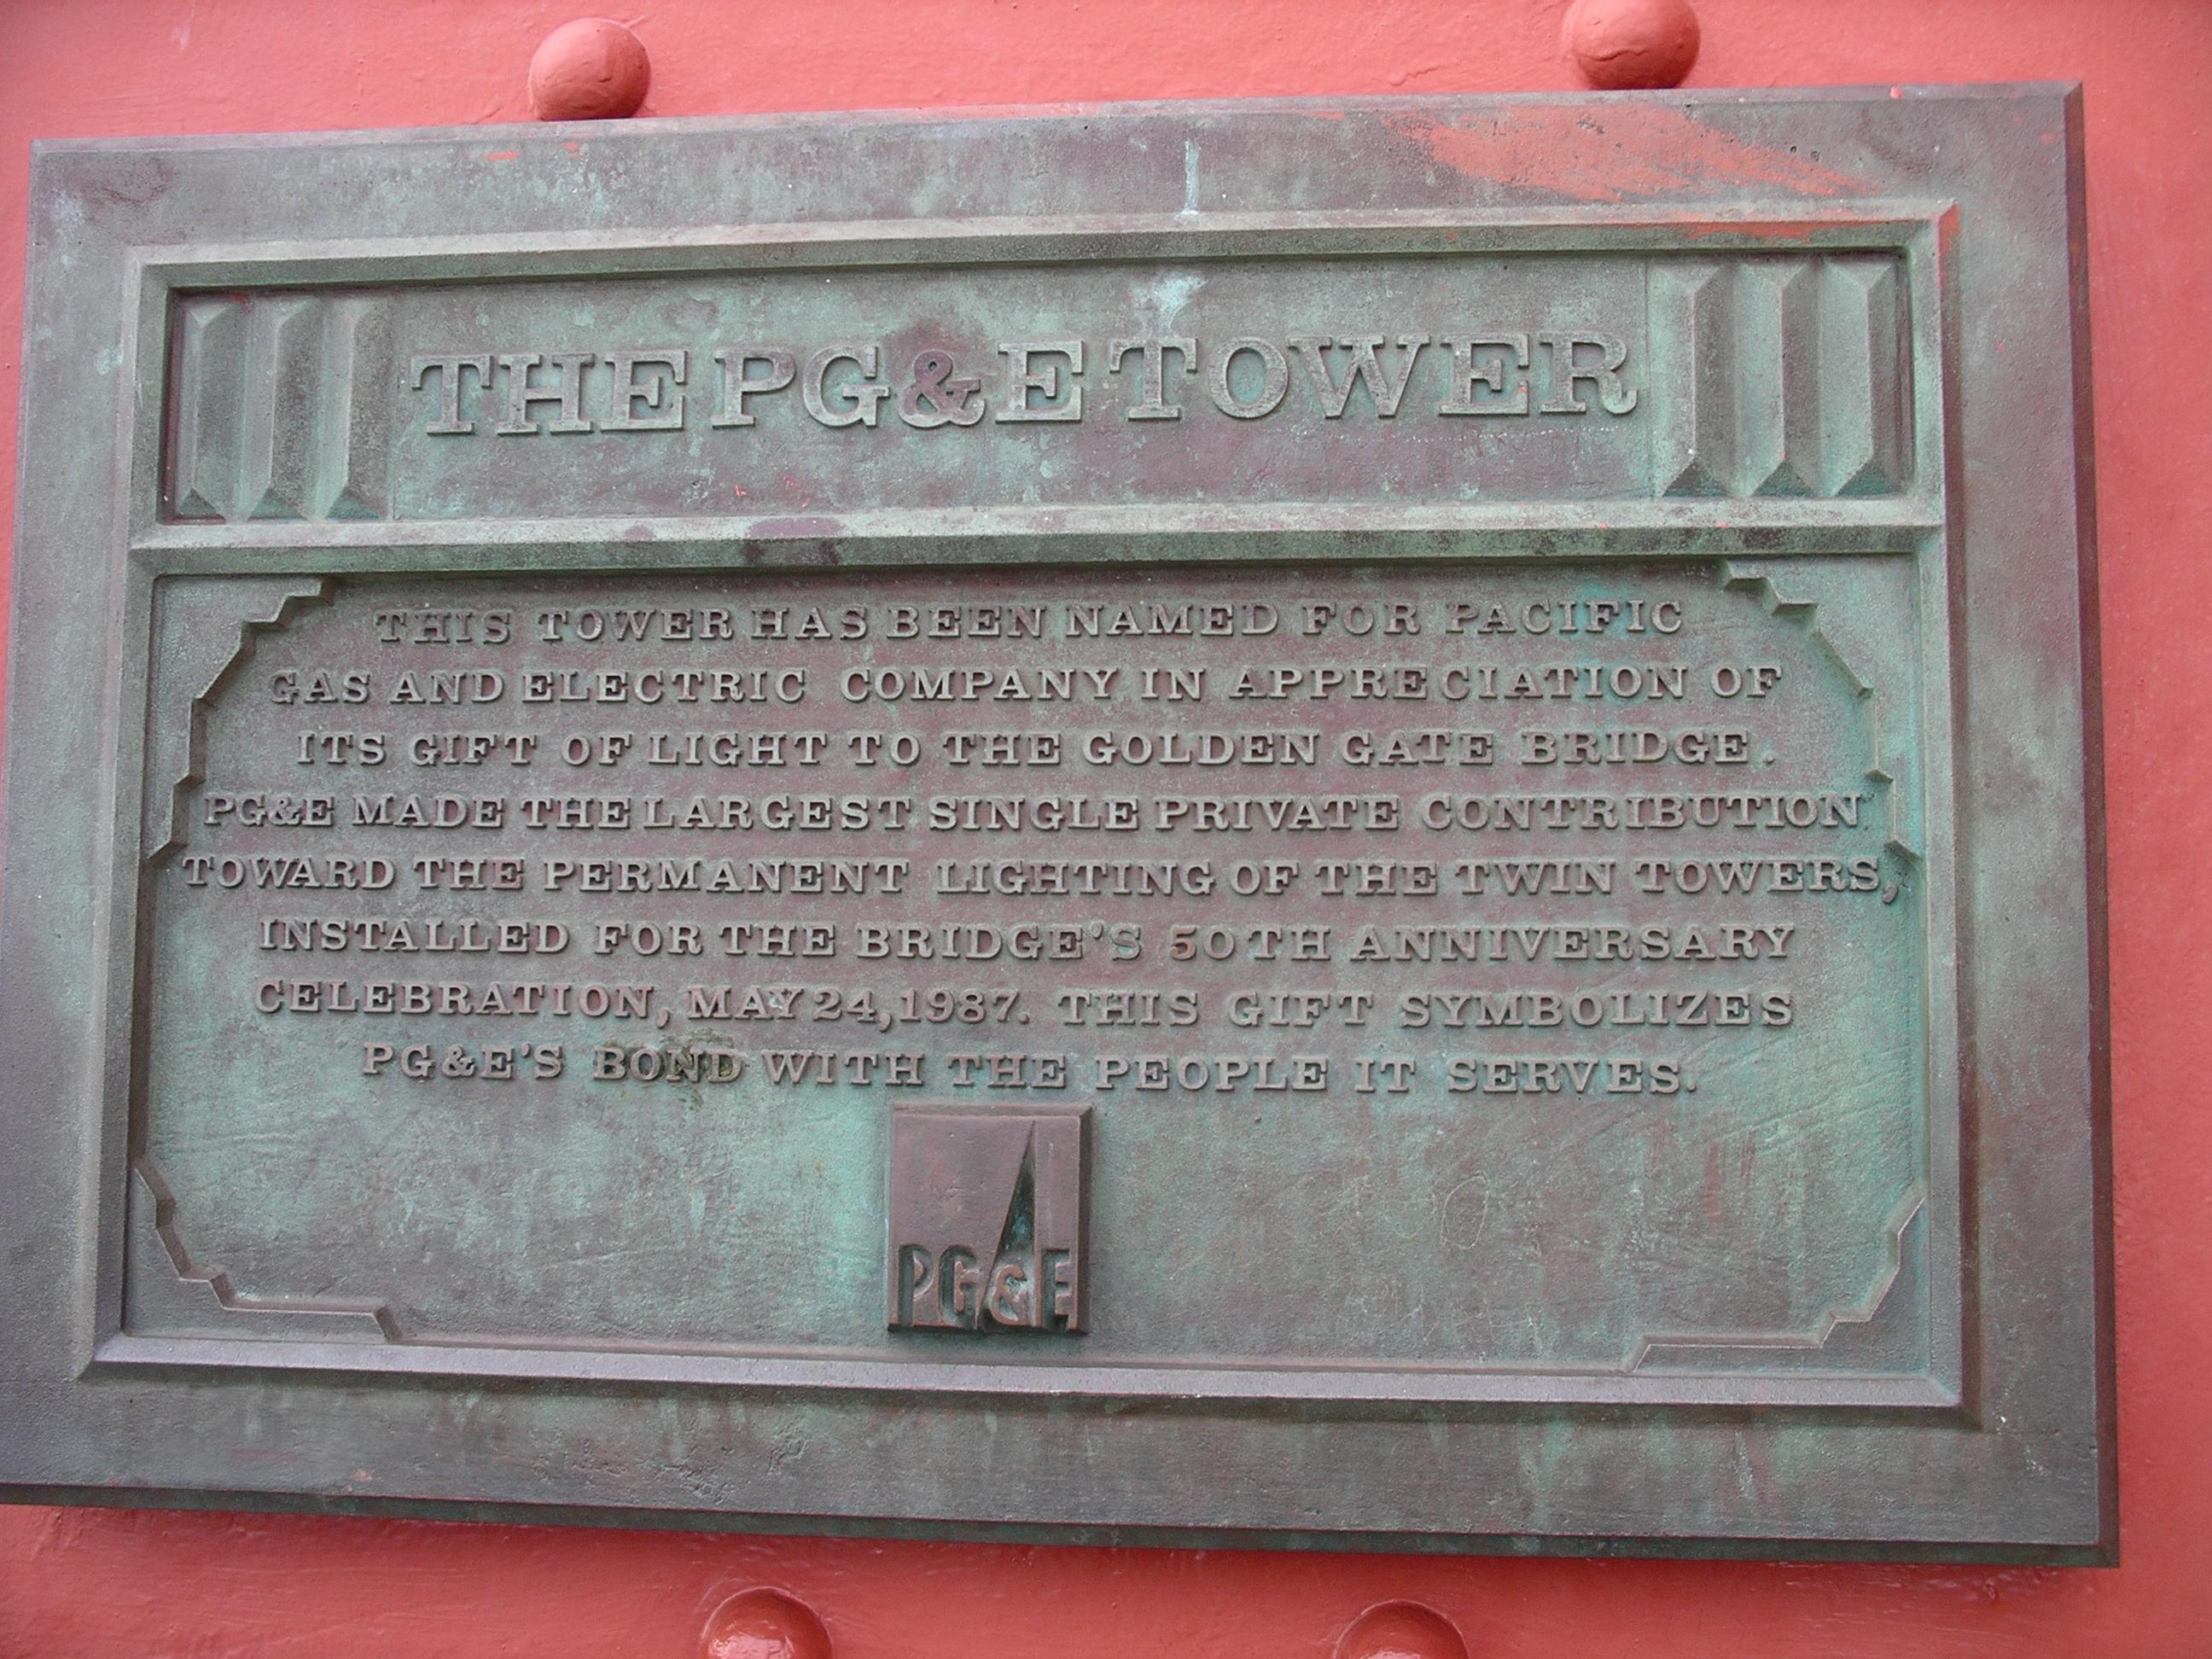 THE PG&E TOWER
THIS TOWER HAS BEEN NAMED FOR PACIFIC
GAS AND ELECTRIC COMPANY IN APPRECIATION OF
ITS GIFT OF LIGHT TO THE GOLDEN GATE BRIDGE.
PG&E MADE THE LARGEST SINGLE PRIVATE CONTRIBUTION
TOWARD THE PERMANENT LIGHTING OF THE TWIN TOWERS,
INSTALLED FOR THE BRIDGE'S 50TH ANNIVERSARY
CELEBRATION, MAY 24, 1987. THIS GIFT SYMBOLIZES
PG&E'S BOND WITH THE PEOPLE IT SERVES.
PG&E